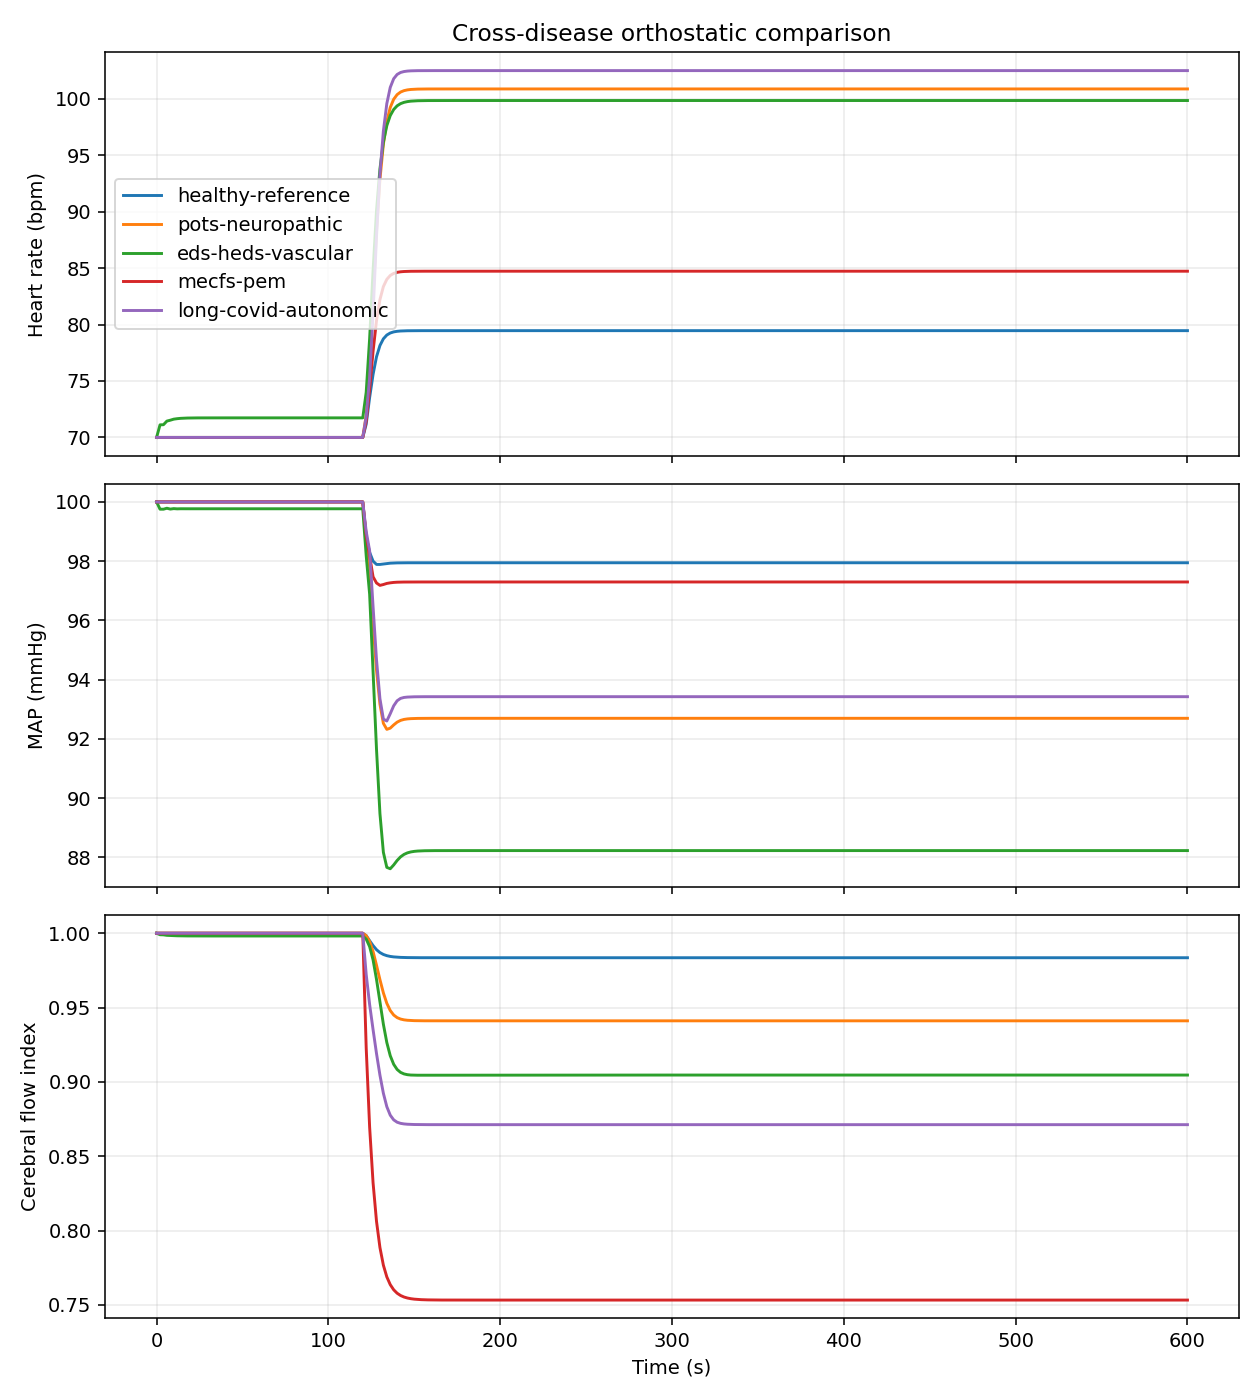 Cross-disease orthostatic comparison
Heart rate (bpm)
100
95
90
85
80
75
70
healthy-reference
pots-neuropathic
eds-heds-vascular
mecfs-pem
long-covid-autonomic
MAP (mmHg)
100
98
96
94
92
90
88
Cerebral flow index
1.00
0.95
0.90
0.85
0.80
0.75
0 100 200 300 400 500 600
Time (s)